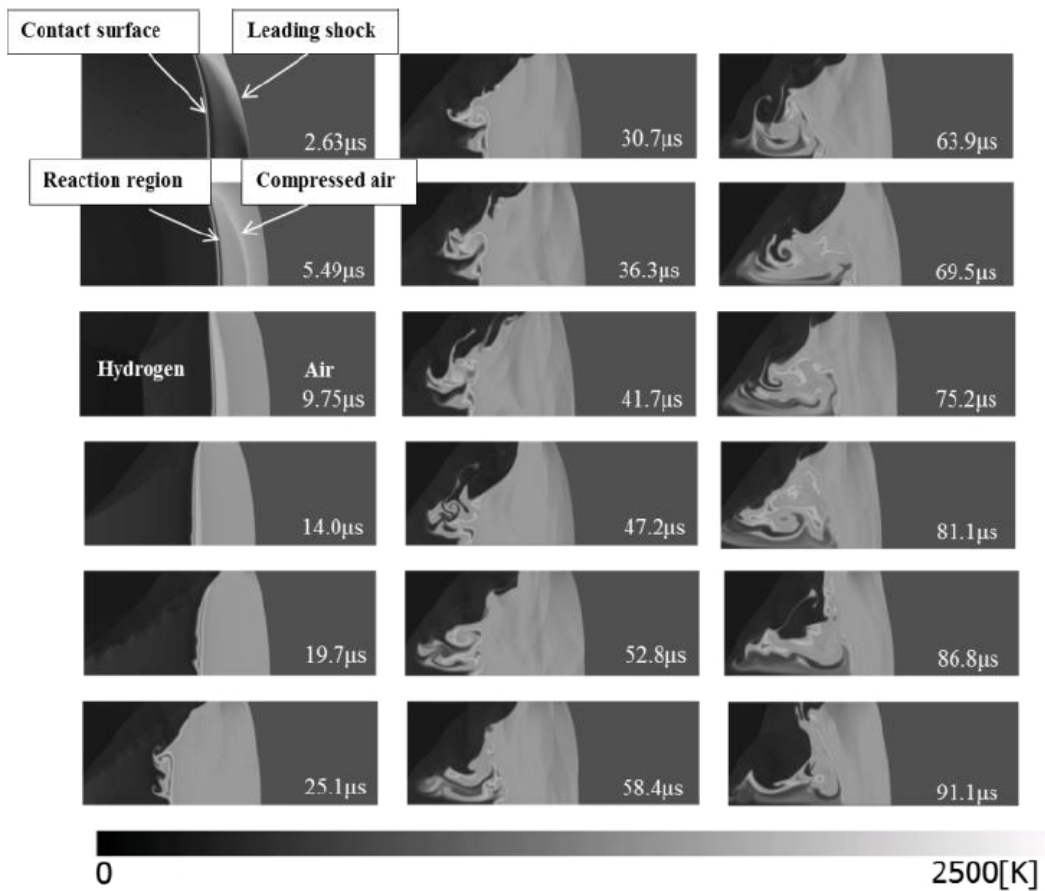 Contact surface
Leading shock
2.63μs
30.7μs
63.9μs
Reaction region
Compressed air
5.49μs
36.3μs
69.5μs
Hydrogen
Air
9.75μs
41.7μs
75.2μs
14.0μs
47.2μs
81.1μs
19.7μs
52.8μs
86.8μs
25.1μs
58.4μs
91.1μs
0
2500[K]